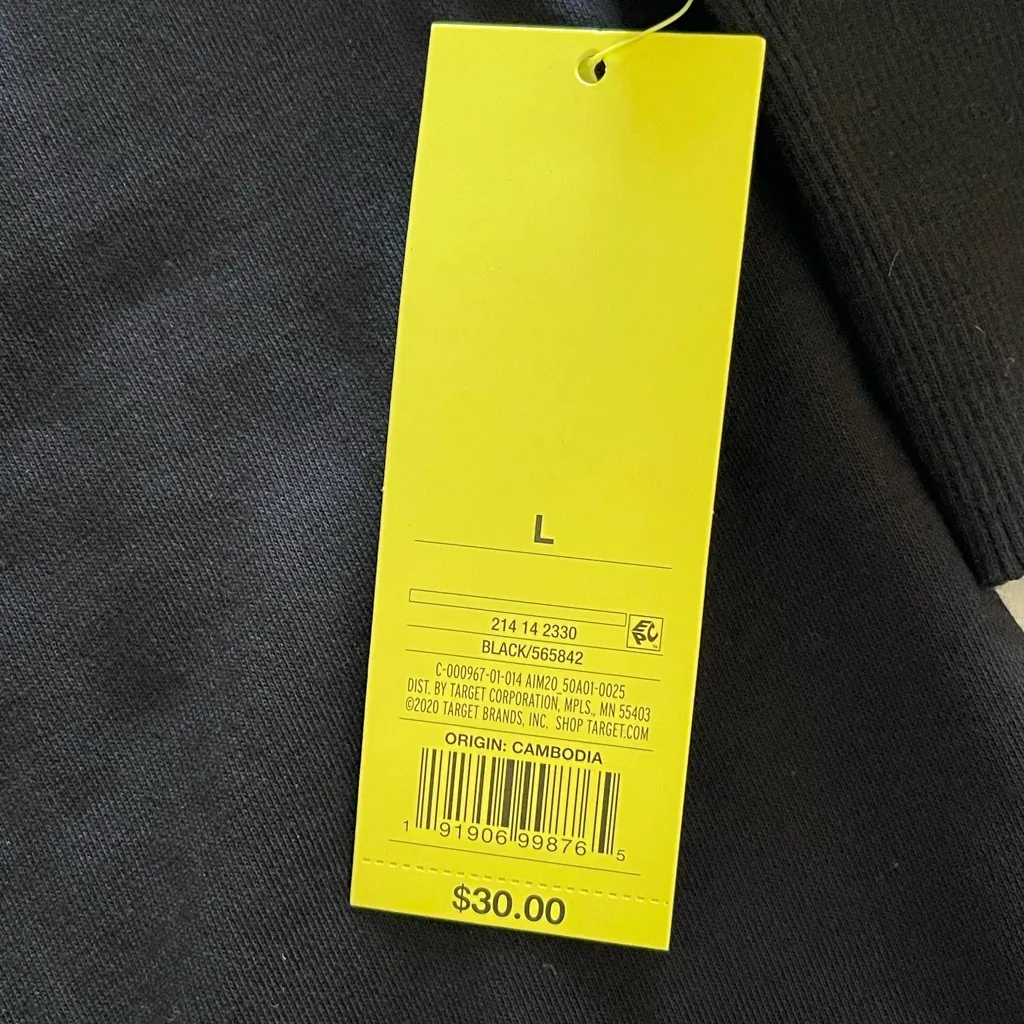 L
214 14 2330
EPC
BLACK/565842
C-000967-01-014 AIM20_50A01-0025
DIST. BY TARGET CORPORATION, MPLS., MN 55403
©2020 TARGET BRANDS, INC. SHOP TARGET.COM
ORIGIN: CAMBODIA
1 91906 99876 5
$30.00